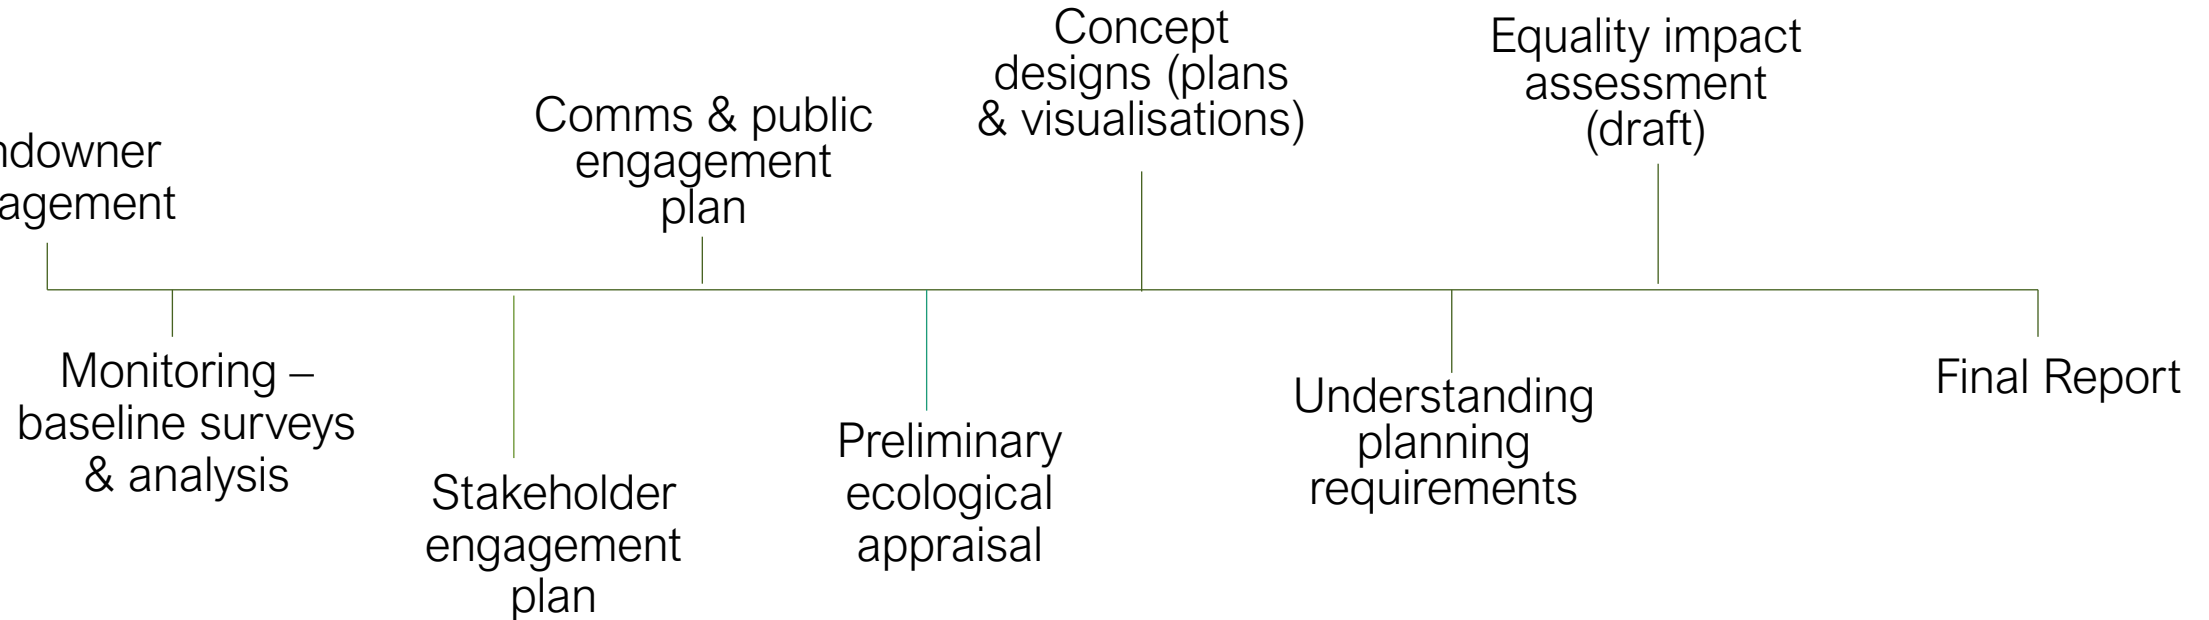 ndowner
agement
Monitoring –
baseline surveys
& analysis
Stakeholder
engagement
plan
Comms & public
engagement
plan
Preliminary
ecological
appraisal
Concept
designs (plans
& visualisations)
Understanding
planning
requirements
Equality impact
assessment
(draft)
Final Report